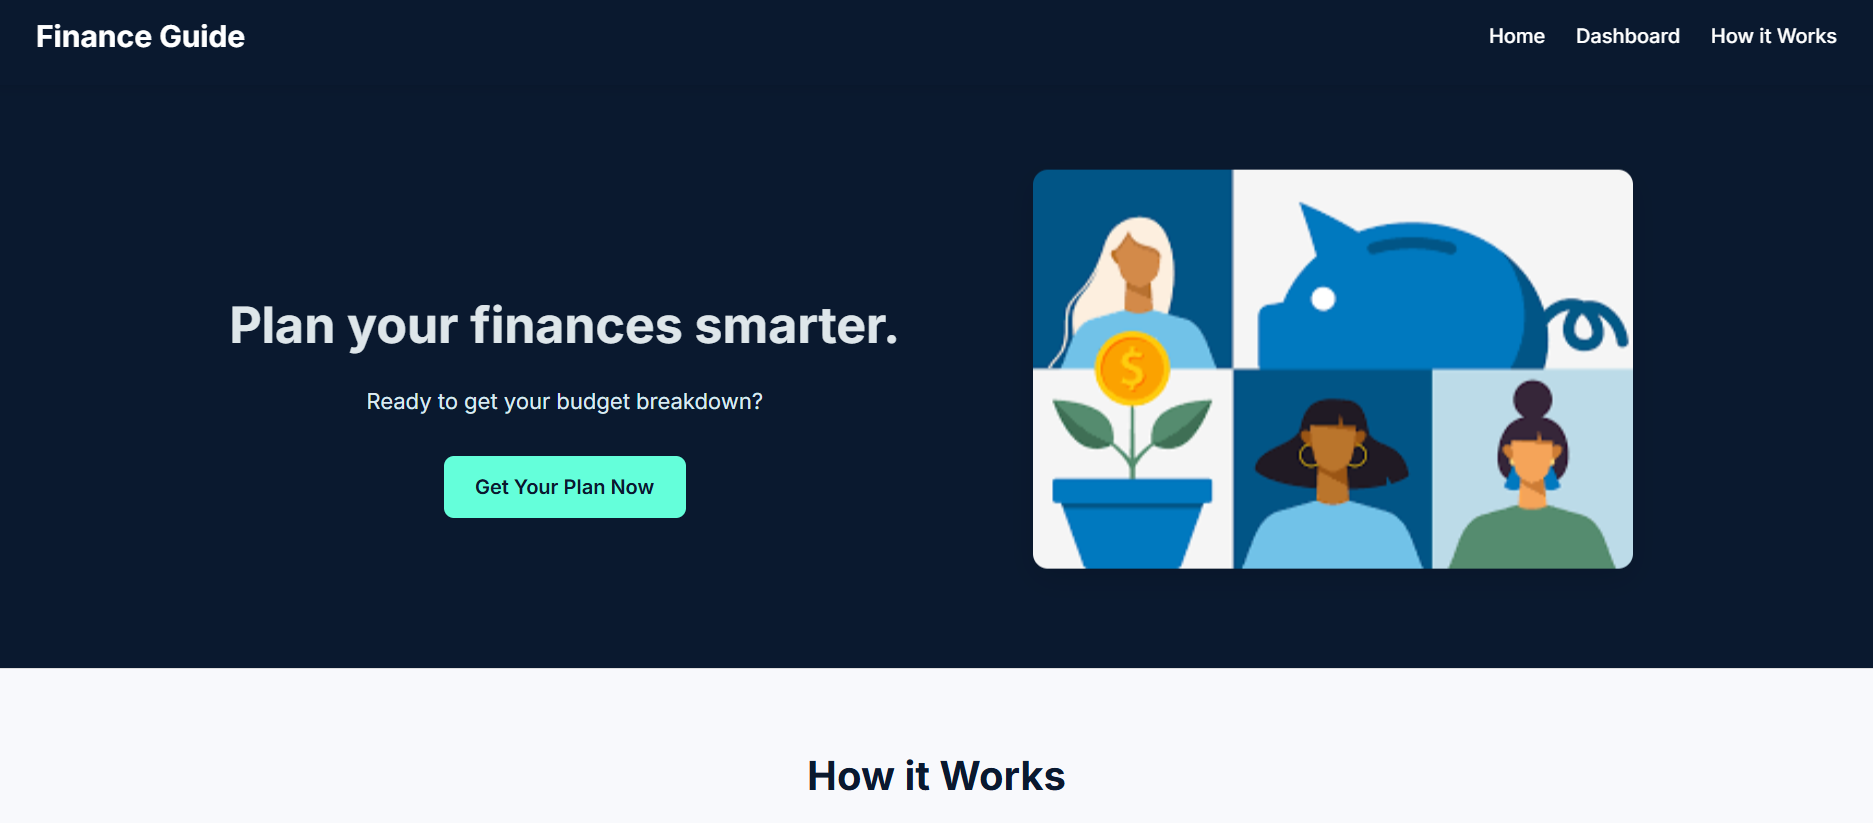 Finance Guide
Home
Dashboard
How it Works
Plan your finances smarter.
Ready to get your budget breakdown?
Get Your Plan Now
$
How it Works